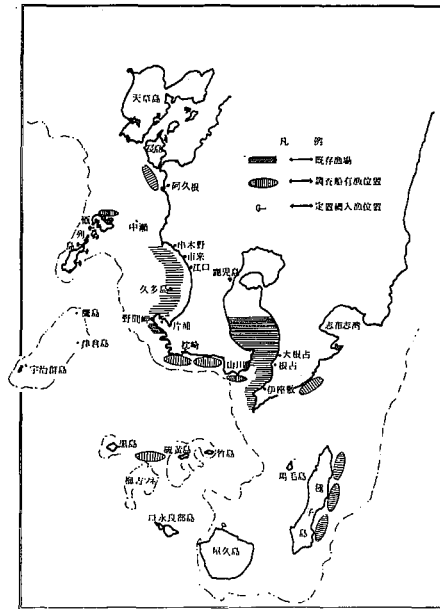 天草島
長島
阿久根
凡例
既存漁場
調査船有漁位置
定置網入漁位置
甑
列
島
中瀬
串木野
市来
江口
久多島
鹿児島
野間岬
片浦
枕崎
山川
大根占
根占
伊座敷
志布志湾
鷹島
津倉島
宇治群島
黒島
硫黄島
竹島
口永良部島
屋久島
馬毛島
種
子
島